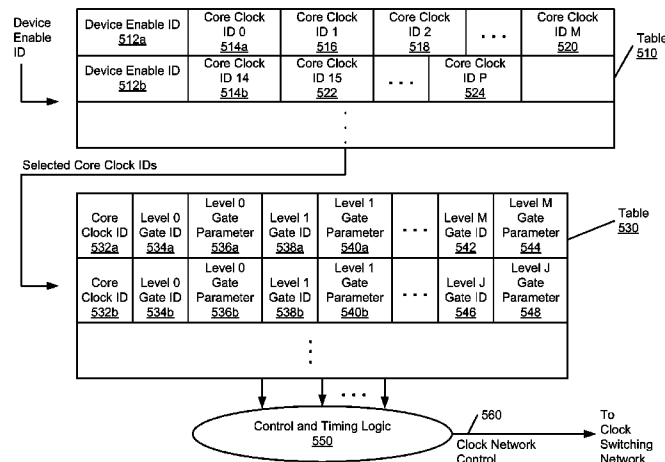 Device
Enable
ID
Device Enable ID
512a
Core Clock
ID 0
514a
Core Clock
ID 1
516
Core Clock
ID 2
518
• • •
Core Clock
ID M
520
Table
510
Device Enable ID
512b
Core Clock
ID 14
514b
Core Clock
ID 15
522
• • •
Core Clock
ID P
524
Selected Core Clock IDs
Core
Clock ID
532a
Level 0
Gate ID
534a
Level 0
Gate
Parameter
536a
Level 1
Gate ID
538a
Level 1
Gate
Parameter
540a
• • •
Level M
Gate ID
542
Level M
Gate
Parameter
544
Table
530
Core
Clock ID
532b
Level 0
Gate ID
534b
Level 0
Gate
Parameter
536b
Level 1
Gate ID
538b
Level 1
Gate
Parameter
540b
• • •
Level J
Gate ID
546
Level J
Gate
Parameter
548
• • •
Control and Timing Logic
550
560
Clock Network
Control
To
Clock
Switching
Network